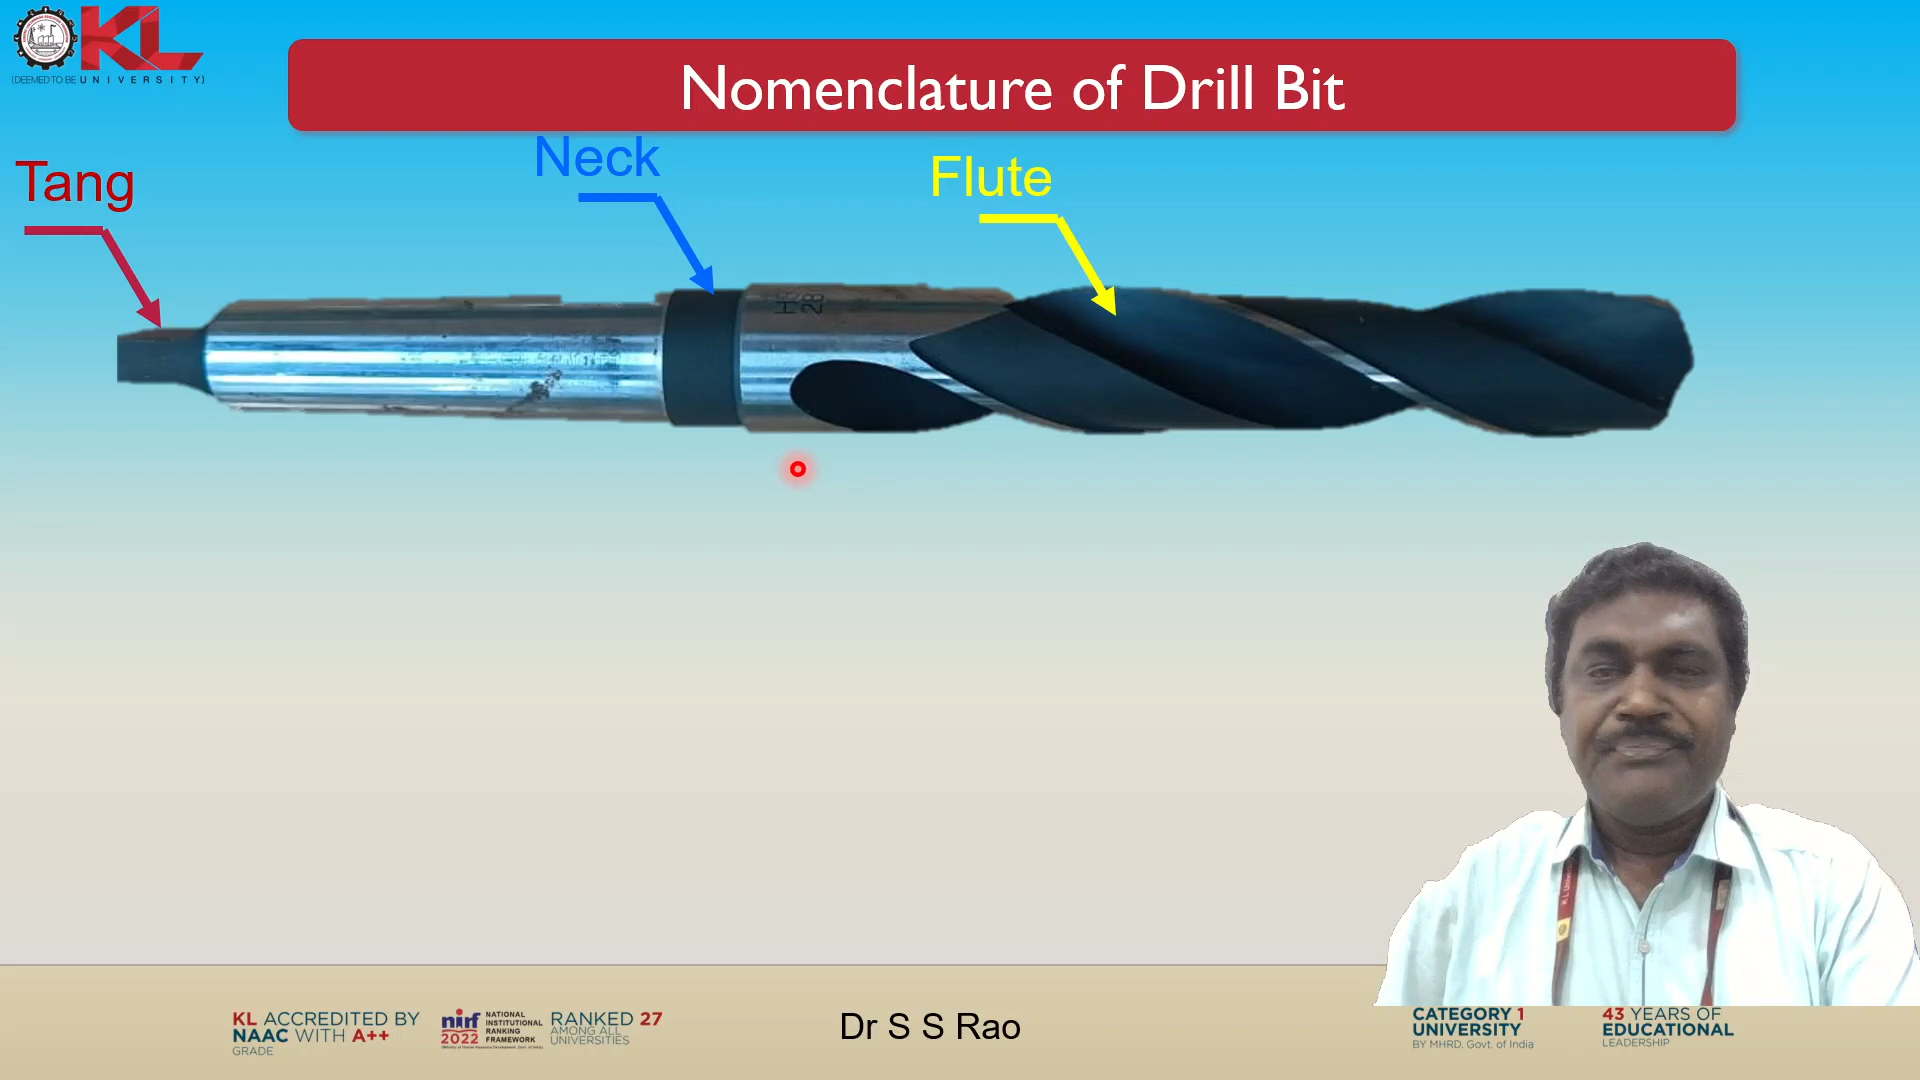 KL
(DEEMED TO BE UNIVERSITY)
Nomenclature of Drill Bit
Tang
Neck
Flute
28
KL ACCREDITED BY
NAAC WITH A++
GRADE
nirf
2022
NATIONAL
INSTITUTIONAL
RANKING
FRAMEWORK
RANKED 27
AMONG ALL
UNIVERSITIES
Dr S S Rao
CATEGORY 1
UNIVERSITY
BY MHRD, Govt. of India
43 YEARS OF
EDUCATIONAL
LEADERSHIP